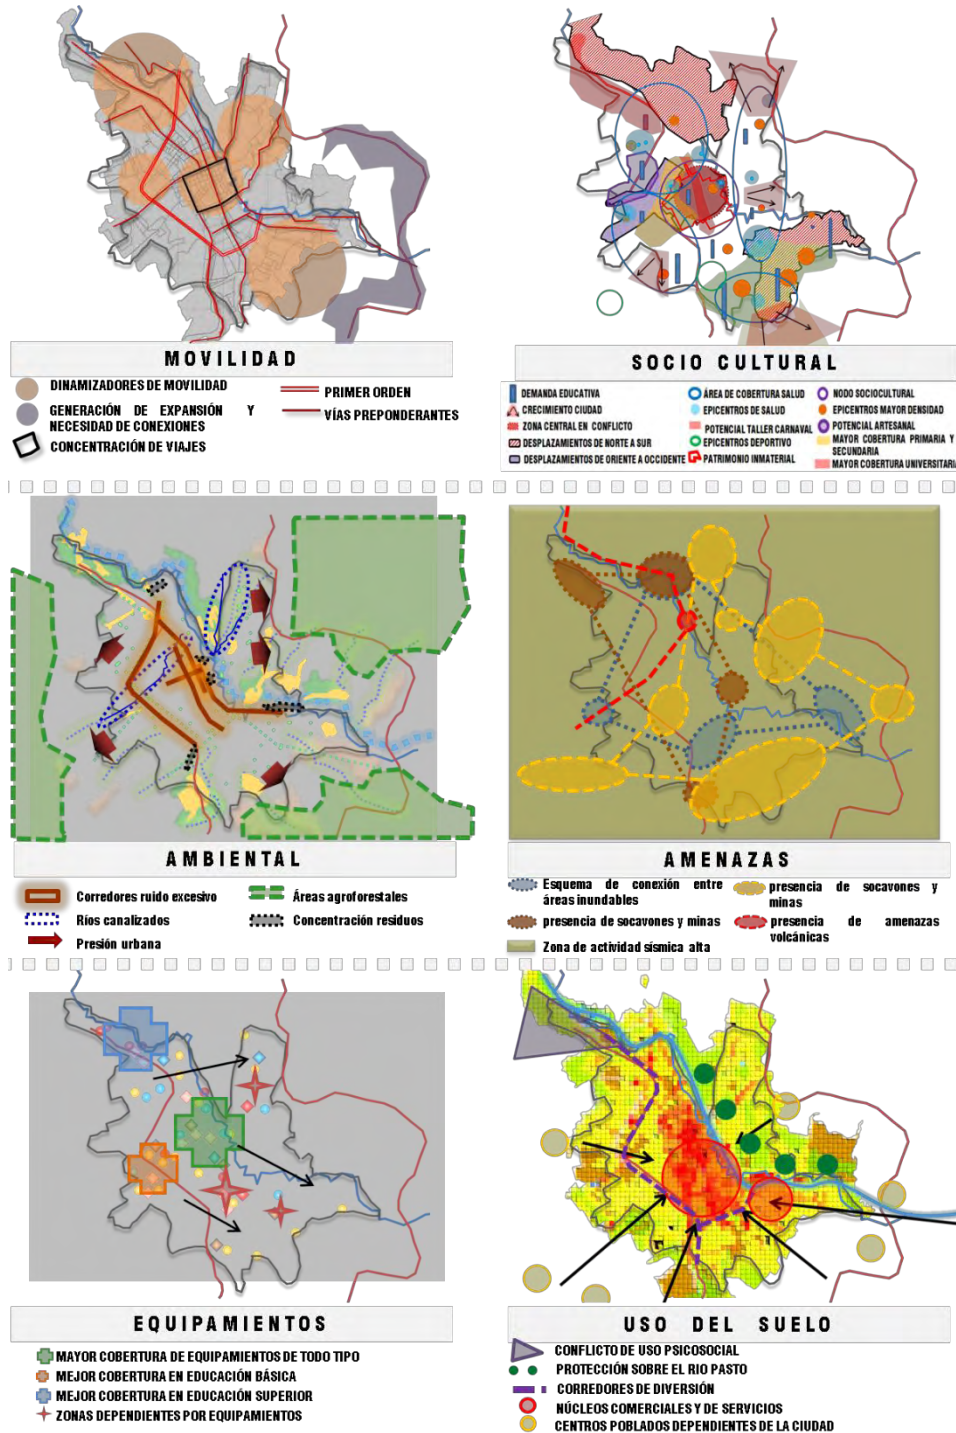 MOVILIDAD
DINAMIZADORES DE MOVILIDAD
GENERACIÓN DE EXPANSIÓN Y
NECESIDAD DE CONEXIONES
CONCENTRACIÓN DE VIAJES
PRIMER ORDEN
VÍAS PREPONDERANTES
SOCIO CULTURAL
DEMANDA EDUCATIVA
CRECIMIENTO CIUDAD
ZONA CENTRAL EN CONFLICTO
DESPLAZAMIENTOS DE NORTE A SUR
DESPLAZAMIENTOS DE ORIENTE A OCCIDENTE
ÁREA DE COBERTURA SALUD
EPICENTROS DE SALUD
POTENCIAL TALLER CARNAVAL
EPICENTROS DEPORTIVO
PATRIMONIO INMATERIAL
NODO SOCIOCULTURAL
EPICENTROS MAYOR DENSIDAD
POTENCIAL ARTESANAL
MAYOR COBERTURA PRIMARIA Y
SECUNDARIA
MAYOR COBERTURA UNIVERSITARIA
AMBIENTAL
Corredores ruido excesivo
Ríos canalizados
Presión urbana
Áreas agroforestales
Concentración residuos
AMENAZAS
Esquema de conexión entre
áreas inundables
presencia de socavones y minas
Zona de actividad sísmica alta
presencia de socavones y
minas
presencia de amenazas
volcánicas
EQUIPAMIENTOS
MAYOR COBERTURA DE EQUIPAMIENTOS DE TODO TIPO
MEJOR COBERTURA EN EDUCACIÓN BÁSICA
MEJOR COBERTURA EN EDUCACIÓN SUPERIOR
ZONAS DEPENDIENTES POR EQUIPAMIENTOS
USO DEL SUELO
CONFLICTO DE USO PSICOSOCIAL
PROTECCIÓN SOBRE EL RIO PASTO
CORREDORES DE DIVERSIÓN
NÚCLEOS COMERCIALES Y DE SERVICIOS
CENTROS POBLADOS DEPENDIENTES DE LA CIUDAD